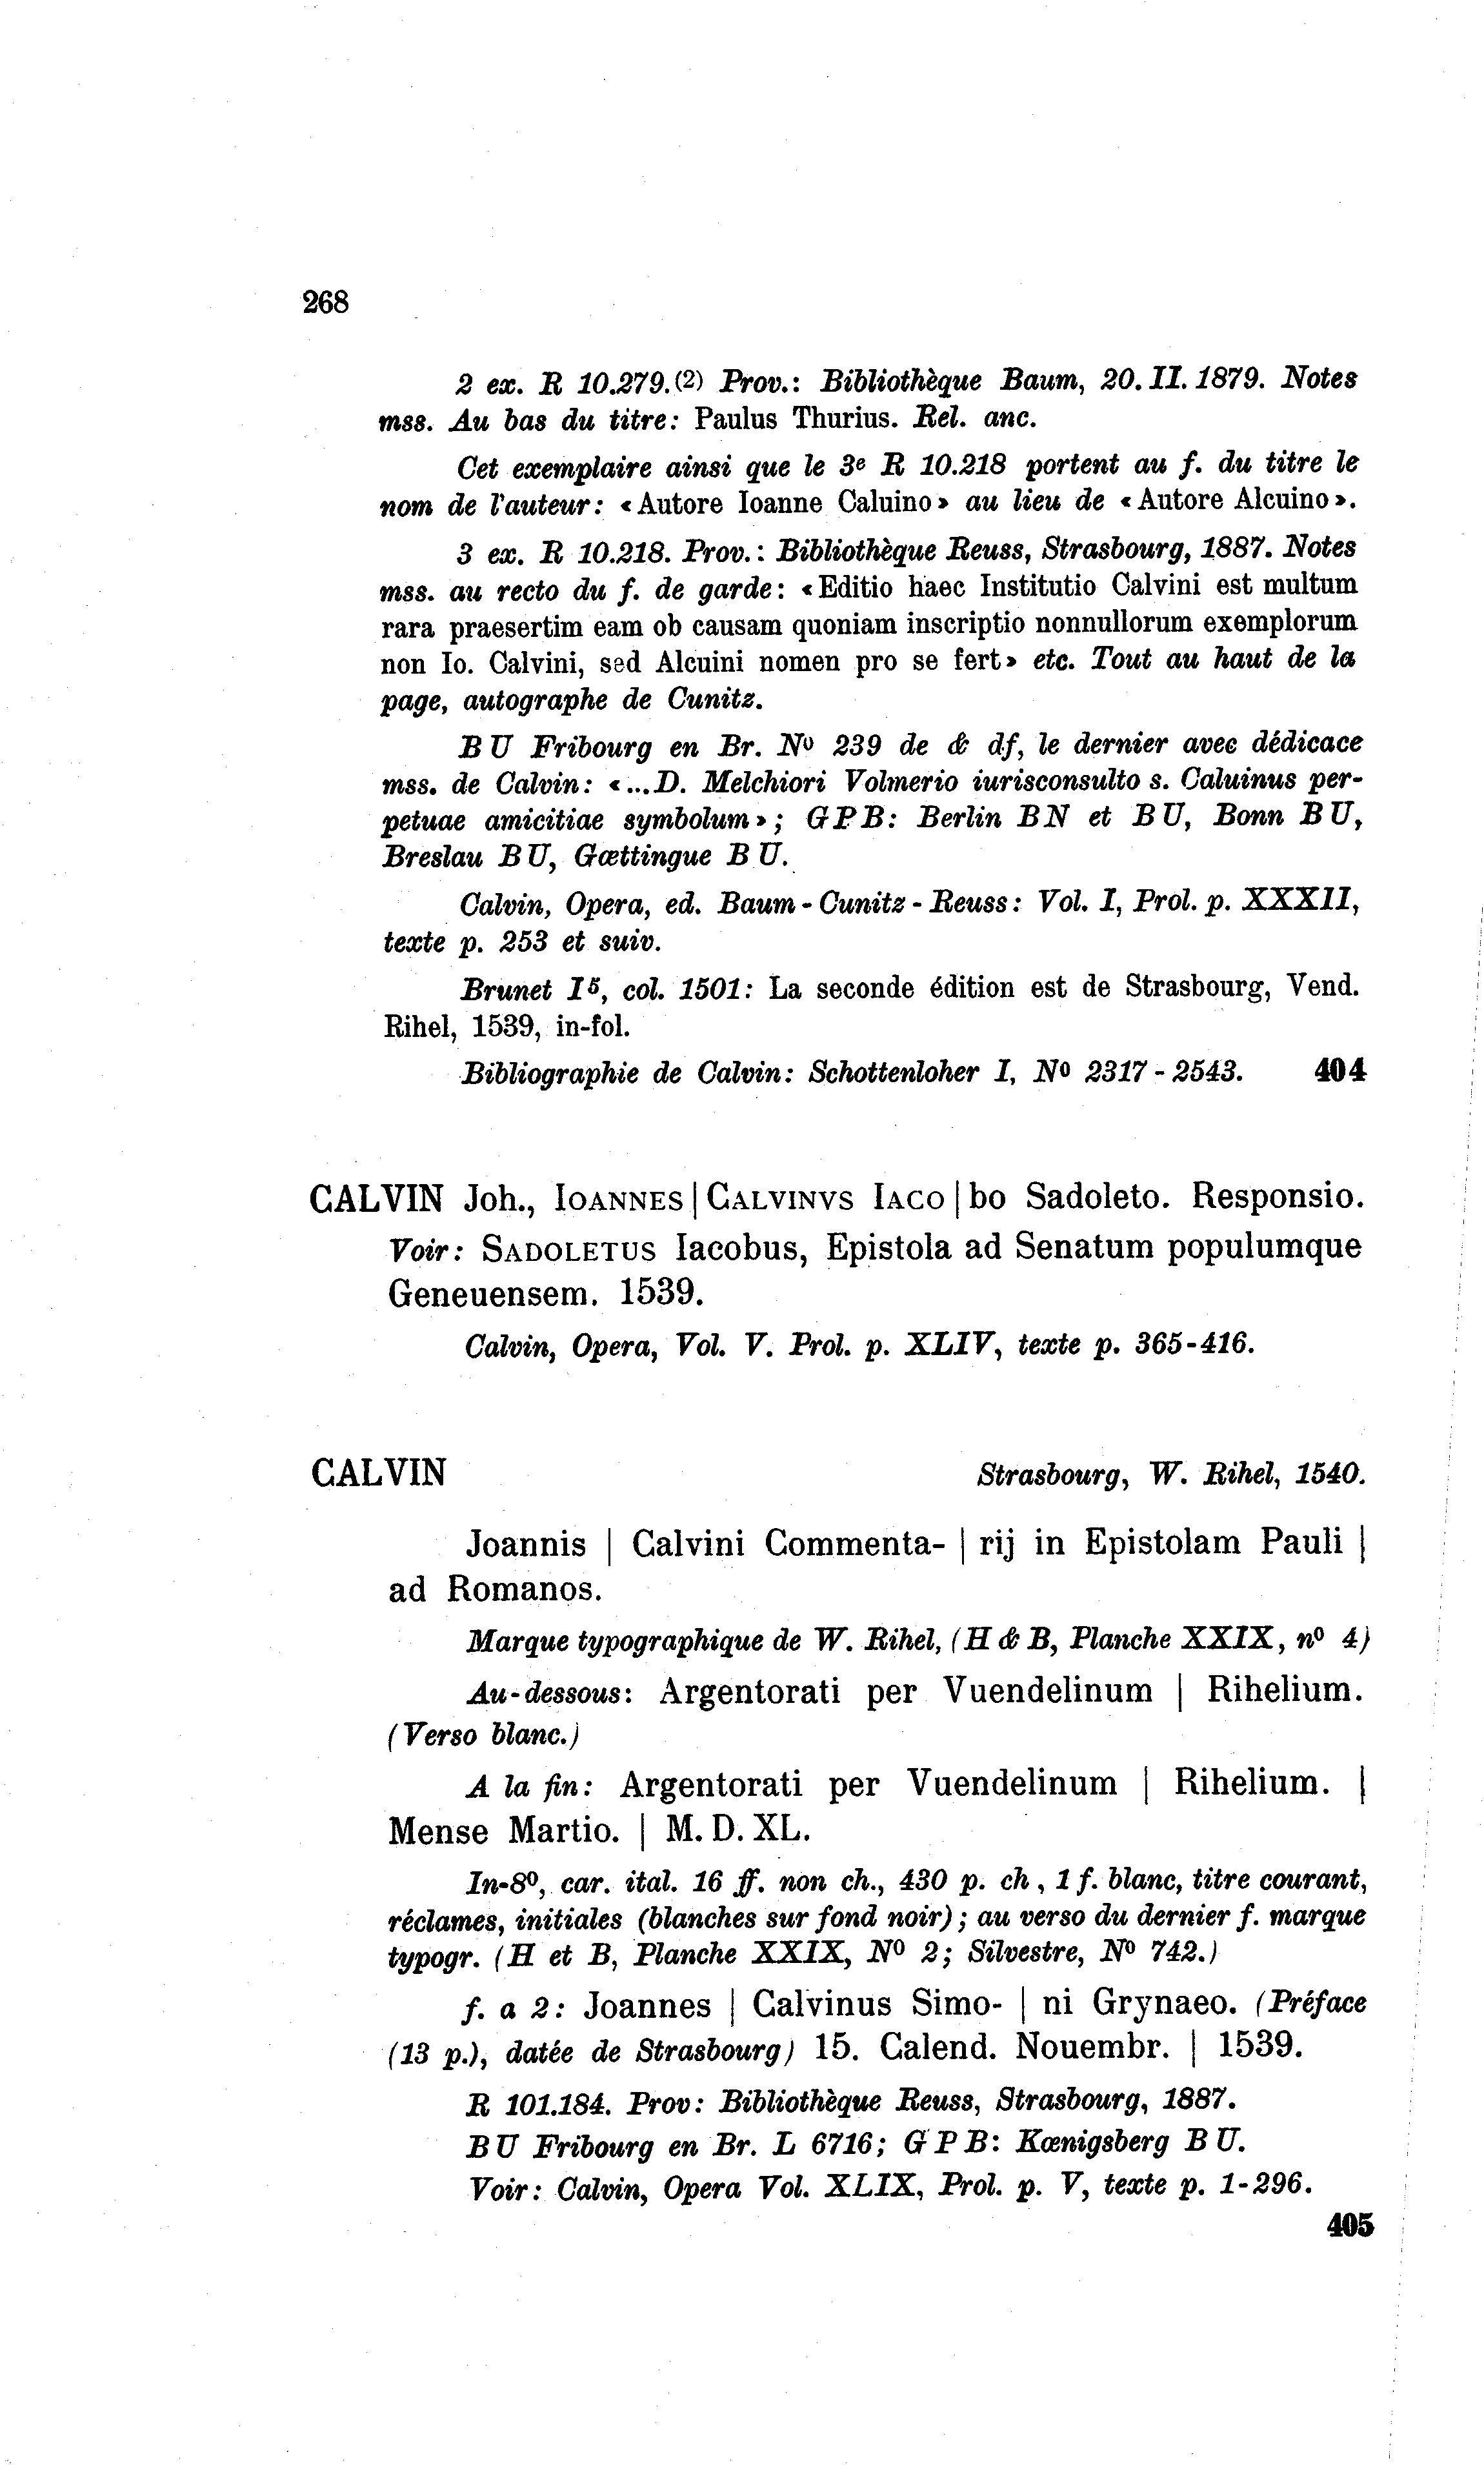 268
2 ex. R 10.279.(2) Prov.: Bibliothèque Baum, 20. II. 1879. Notes
mss. Au bas du titre: Paulus Thurius. Rel. anc.
Cet exemplaire ainsi que le 3e R 10.218 portent au f. du titre le
nom de l'auteur: «Autore Ioanne Caluino» au lieu de «Autore Alcuino».
3 ex. R 10.218. Prov.: Bibliothèque Reuss, Strasbourg, 1887. Notes
mss. au recto du f. de garde: «Editio haec Institutio Calvini est multum
rara praesertim eam ob causam quoniam inscriptio nonnullorum exemplorum
non Io. Calvini, sed Alcuini nomen pro se fert» etc. Tout au haut de la
page, autographe de Cunitz.
BU Fribourg en Br. No 239 de & df, le dernier avec dédicace
mss. de Calvin: «...D. Melchiori Volmerio iurisconsulto s. Caluinus per-
petuae amicitiae symbolum»; GPB: Berlin BN et BU, Bonn BU,
Breslau BU, Gœttingue BU.
Calvin, Opera, ed. Baum - Cunitz - Reuss: Vol. I, Prol. p. XXXII,
texte p. 253 et suiv.
Brunet I5, col. 1501: La seconde édition est de Strasbourg, Vend.
Rihel, 1539, in-fol.
Bibliographie de Calvin: Schottenloher I, No 2317 - 2543. 404
CALVIN Joh., IOANNES | CALVINVS IACO | bo Sadoleto. Responsio.
Voir: SADOLETUS Iacobus, Epistola ad Senatum populumque
Geneuensem. 1539.
Calvin, Opera, Vol. V. Prol. p. XLIV, texte p. 365-416.
CALVIN Strasbourg, W. Rihel, 1540.
Joannis | Calvini Commenta- | rij in Epistolam Pauli |
ad Romanos.
Marque typographique de W. Rihel, (H & B, Planche XXIX, no 4)
Au-dessous: Argentorati per Vuendelinum | Rihelium.
(Verso blanc.)
A la fin: Argentorati per Vuendelinum | Rihelium. |
Mense Martio. | M. D. XL.
In-8o, car. ital. 16 ff. non ch., 430 p. ch, 1 f. blanc, titre courant,
réclames, initiales (blanches sur fond noir); au verso du dernier f. marque
typogr. (H et B, Planche XXIX, No 2; Silvestre, No 742.)
f. a 2: Joannes | Calvinus Simo- | ni Grynaeo. (Préface
(13 p.), datée de Strasbourg) 15. Calend. Nouembr. | 1539.
R 101.184. Prov: Bibliothèque Reuss, Strasbourg, 1887.
BU Fribourg en Br. L 6716; GPB: Kœnigsberg BU.
Voir: Calvin, Opera Vol. XLIX, Prol. p. V, texte p. 1-296.
405